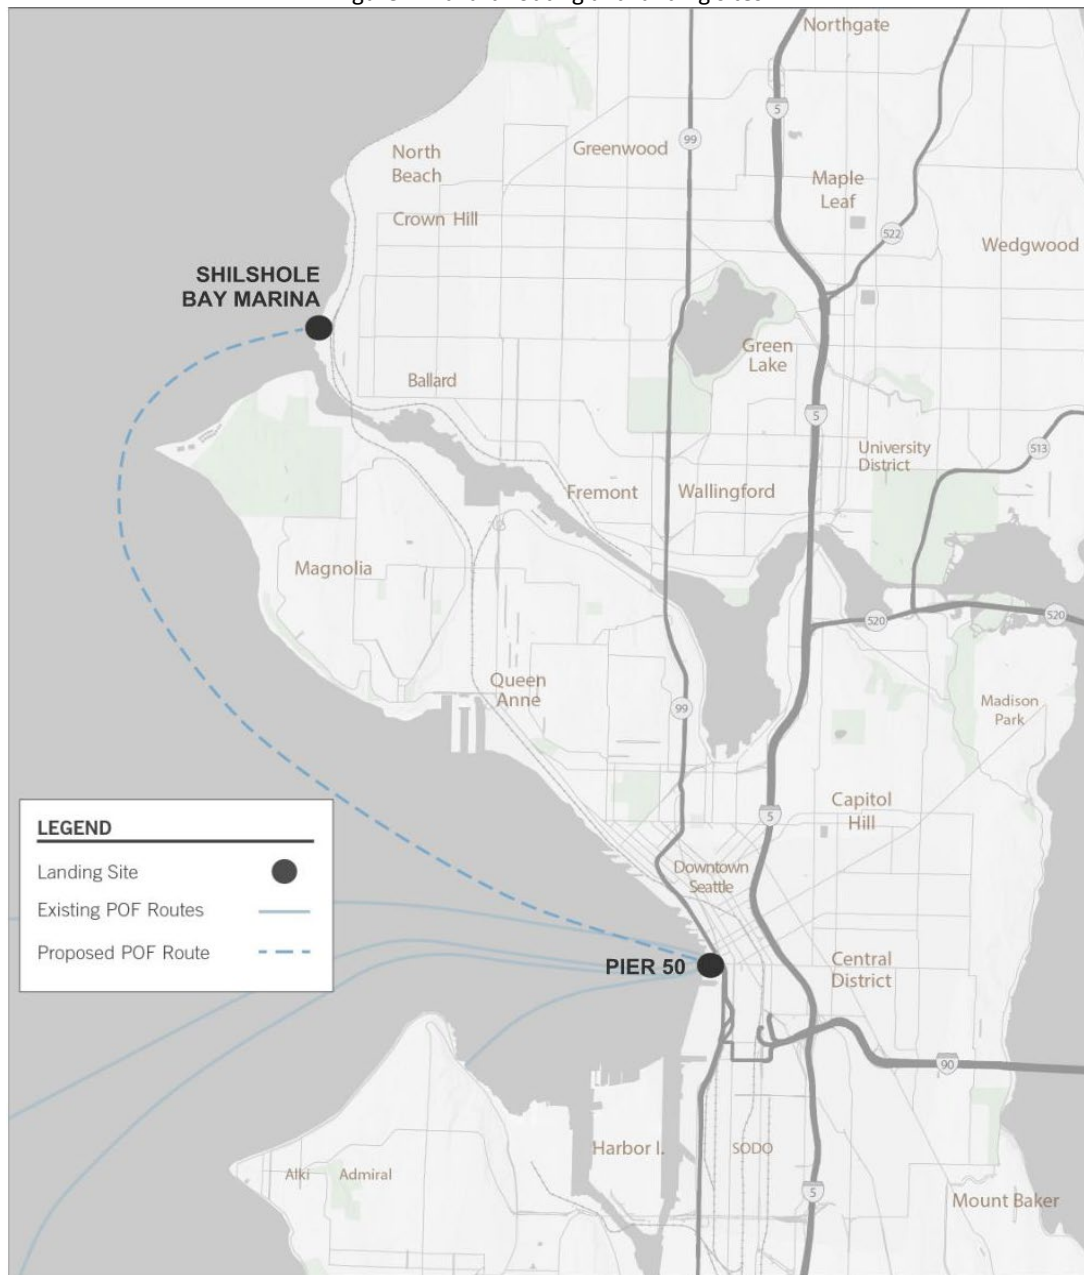 Northgate
5
99
North
Beach
Greenwood
Maple
Leaf
Crown Hill
522
Wedgwood
SHILSHOLE
BAY MARINA
Green
Lake
Ballard
5
University
District
513
Fremont
Wallingford
Magnolia
520
520
Queen
Anne
99
Madison
Park
Capitol
Hill
5
LEGEND
Landing Site
Existing POF Routes
Proposed POF Route
Downtown
Seattle
PIER 50
Central
District
90
Harbor I.
SODO
Alki
Admiral
5
Mount Baker